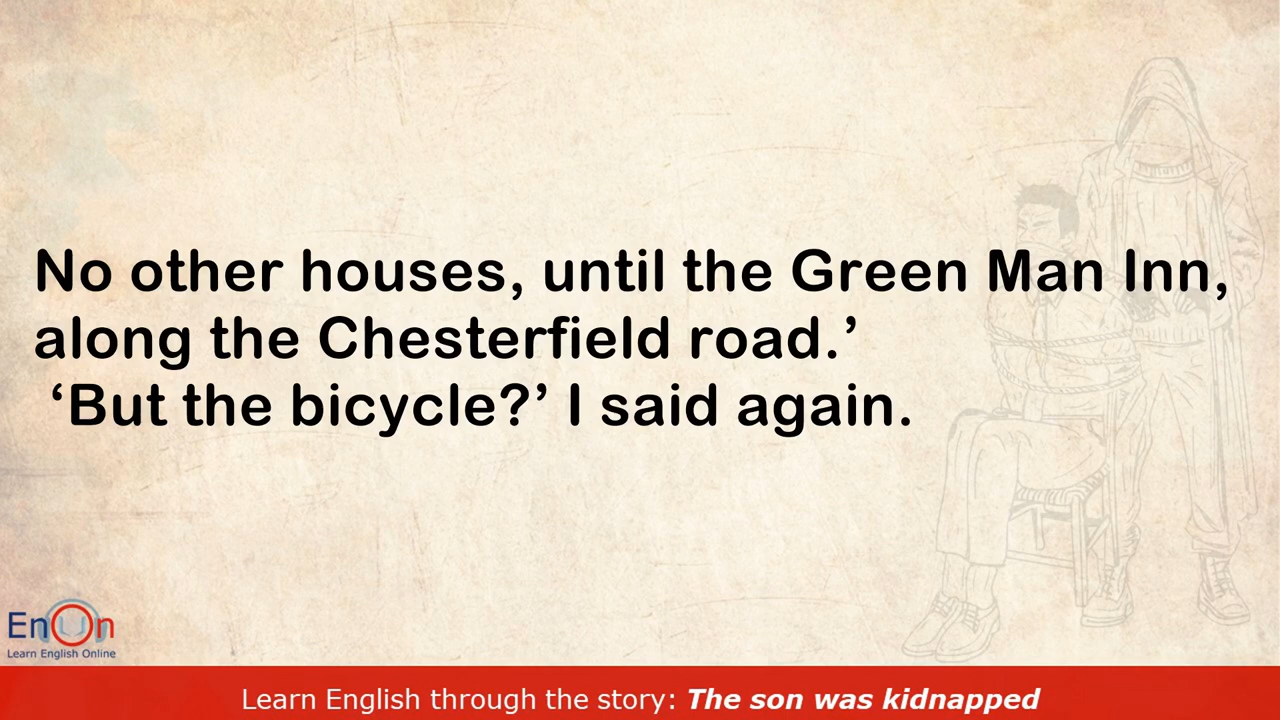 No other houses, until the Green Man Inn,
along the Chesterfield road.’
‘But the bicycle?’ I said again.
EnOn
Learn English Online
Learn English through the story: The son was kidnapped